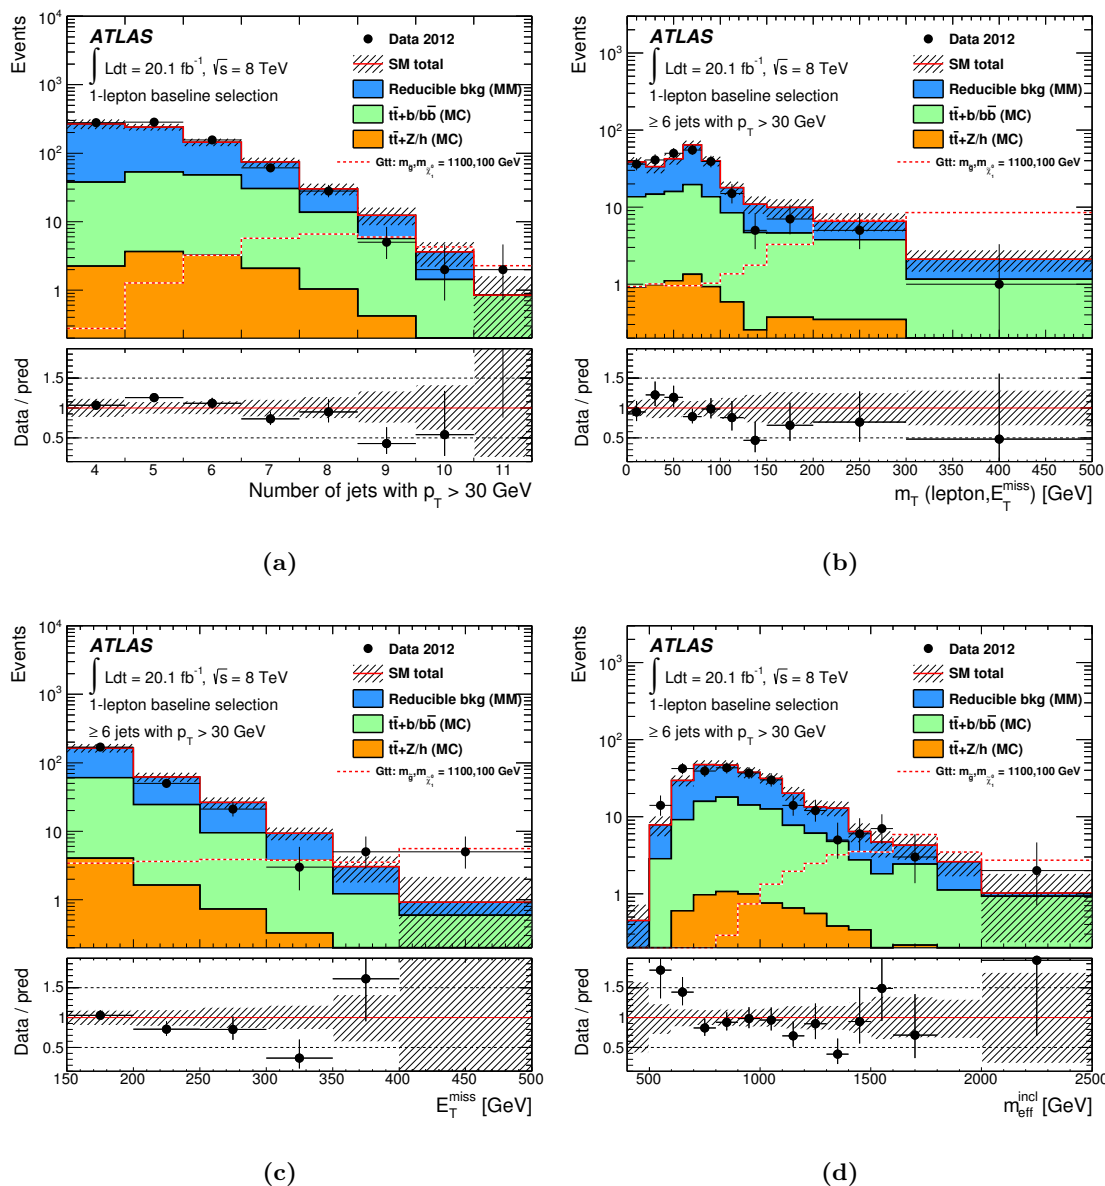 Events
10⁴
10³
10²
10
1
ATLAS
∫ Ldt = 20.1 fb⁻¹, √s = 8 TeV
1-lepton baseline selection
Data 2012
SM total
Reducible bkg (MM)
tt̄+b/bb̄ (MC)
tt̄+Z/h (MC)
Gtt: m_g̃,m_χ̃₁⁰ = 1100,100 GeV
Data / pred
1.5
1
0.5
4 5 6 7 8 9 10 11
Number of jets with p_T > 30 GeV
(a)
Events
10⁴
10³
10²
10
1
ATLAS
∫ Ldt = 20.1 fb⁻¹, √s = 8 TeV
1-lepton baseline selection
≥ 6 jets with p_T > 30 GeV
Data 2012
SM total
Reducible bkg (MM)
tt̄+b/bb̄ (MC)
tt̄+Z/h (MC)
Gtt: m_g̃,m_χ̃₁⁰ = 1100,100 GeV
Data / pred
1.5
1
0.5
0 50 100 150 200 250 300 350 400 450 500
m_T (lepton,E_T^miss) [GeV]
(b)
Events
10⁴
10³
10²
10
1
ATLAS
∫ Ldt = 20.1 fb⁻¹, √s = 8 TeV
1-lepton baseline selection
≥ 6 jets with p_T > 30 GeV
Data 2012
SM total
Reducible bkg (MM)
tt̄+b/bb̄ (MC)
tt̄+Z/h (MC)
Gtt: m_g̃,m_χ̃₁⁰ = 1100,100 GeV
Data / pred
1.5
1
0.5
150 200 250 300 350 400 450 500
E_T^miss [GeV]
(c)
Events
10³
10²
10
1
ATLAS
∫ Ldt = 20.1 fb⁻¹, √s = 8 TeV
1-lepton baseline selection
≥ 6 jets with p_T > 30 GeV
Data 2012
SM total
Reducible bkg (MM)
tt̄+b/bb̄ (MC)
tt̄+Z/h (MC)
Gtt: m_g̃,m_χ̃₁⁰ = 1100,100 GeV
Data / pred
1.5
1
0.5
500 1000 1500 2000 2500
m_eff^incl [GeV]
(d)